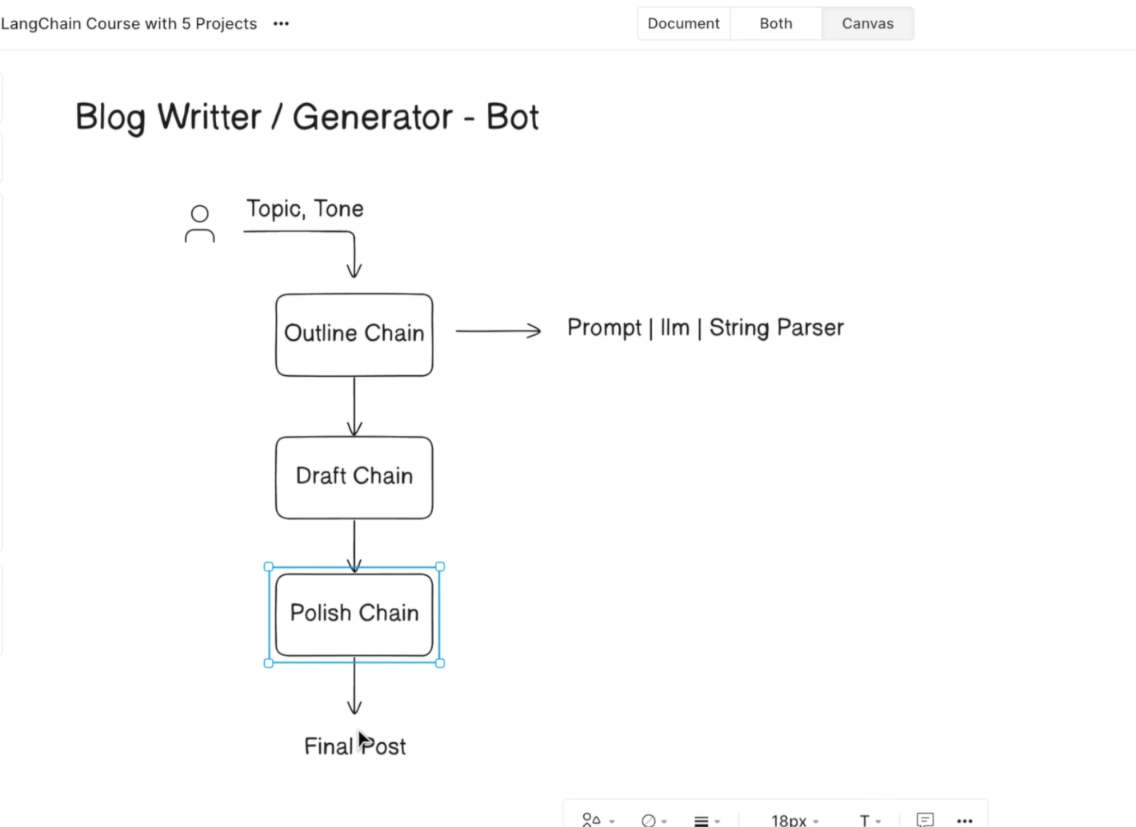 LangChain Course with 5 Projects •••
Document Both Canvas
Blog Writter / Generator - Bot
Topic, Tone
Outline Chain
Prompt | llm | String Parser
Draft Chain
Polish Chain
Final Post
18px T •••